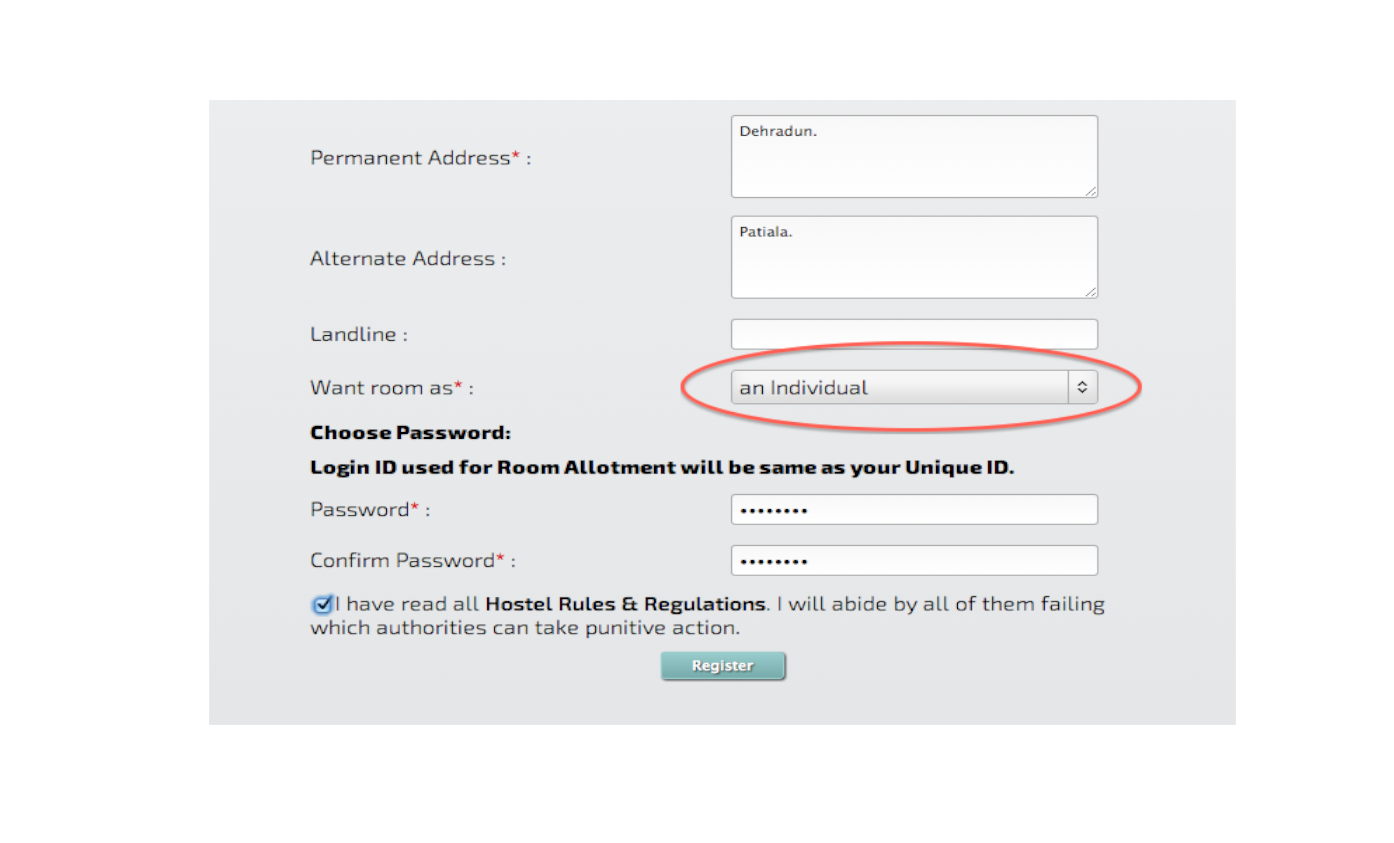 Permanent Address* :
Dehradun.
Alternate Address :
Patiala.
Landline :
Want room as* :
an Individual
Choose Password:
Login ID used for Room Allotment will be same as your Unique ID.
Password* :
••••••••
Confirm Password* :
••••••••
I have read all Hostel Rules & Regulations. I will abide by all of them failing
which authorities can take punitive action.
Register